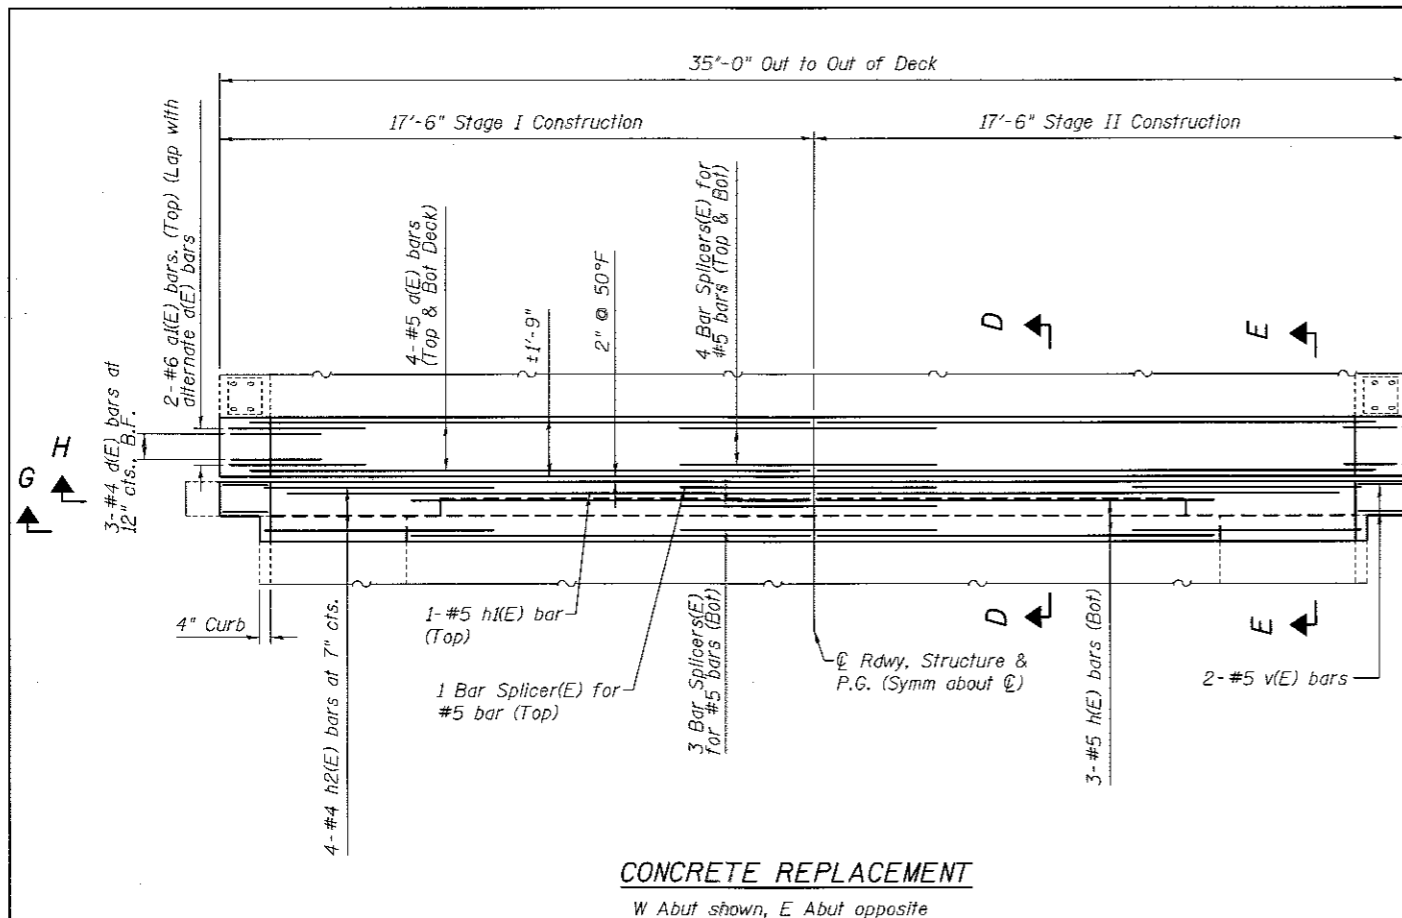 35'-0" Out to Out of Deck
17'-6" Stage I Construction
17'-6" Stage II Construction
2-#6 a1(E) bars. (Top) (Lap with
alternate a(E) bars
4-#5 a(E) bars
(Top & Bot Deck)
±1'-9"
2" @ 50°F
4 Bar Splicers(E) for
#5 bars (Top & Bot)
D
E
3-#4 d(E) bars at
12" cts., B.F.
H
G
4" Curb
4-#4 h2(E) bars at 7" cts.
1-#5 h1(E) bar
(Top)
1 Bar Splicer(E) for
#5 bar (Top)
3 Bar Splicers(E)
for #5 bars (Bot)
℄ Rdwy, Structure &
P.G. (Symm about ℄)
D
E
3-#5 h(E) bars (Bot)
2-#5 v(E) bars
CONCRETE REPLACEMENT
W Abut shown, E Abut opposite